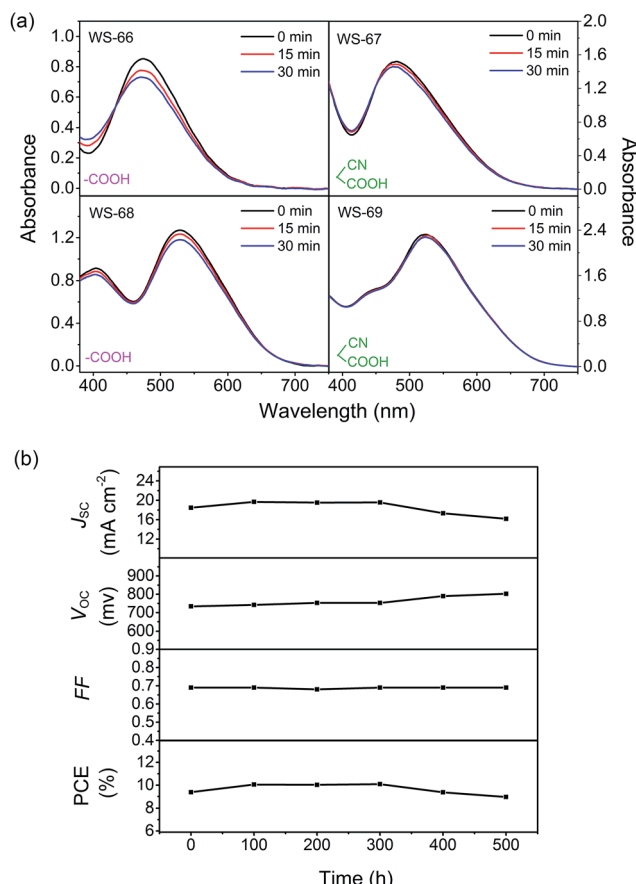 (a)
WS-66
0 min
15 min
30 min
-COOH
1.0
0.8
0.6
0.4
0.2
0.0
WS-67
0 min
15 min
30 min
CN
COOH
2.0
1.6
1.2
0.8
0.4
0.0
Absorbance
Absorbance
WS-68
0 min
15 min
30 min
-COOH
1.2
0.9
0.6
0.3
0.0
WS-69
0 min
15 min
30 min
CN
COOH
2.4
1.8
1.2
0.6
0.0
400 500 600 700 400 500 600 700
Wavelength (nm)
(b)
JSC
(mA cm-2)
24
20
16
12
VOC
(mv)
900
800
700
600
FF
0.9
0.8
0.7
0.6
0.5
0.4
PCE
(%)
12
10
8
6
0 100 200 300 400 500
Time (h)